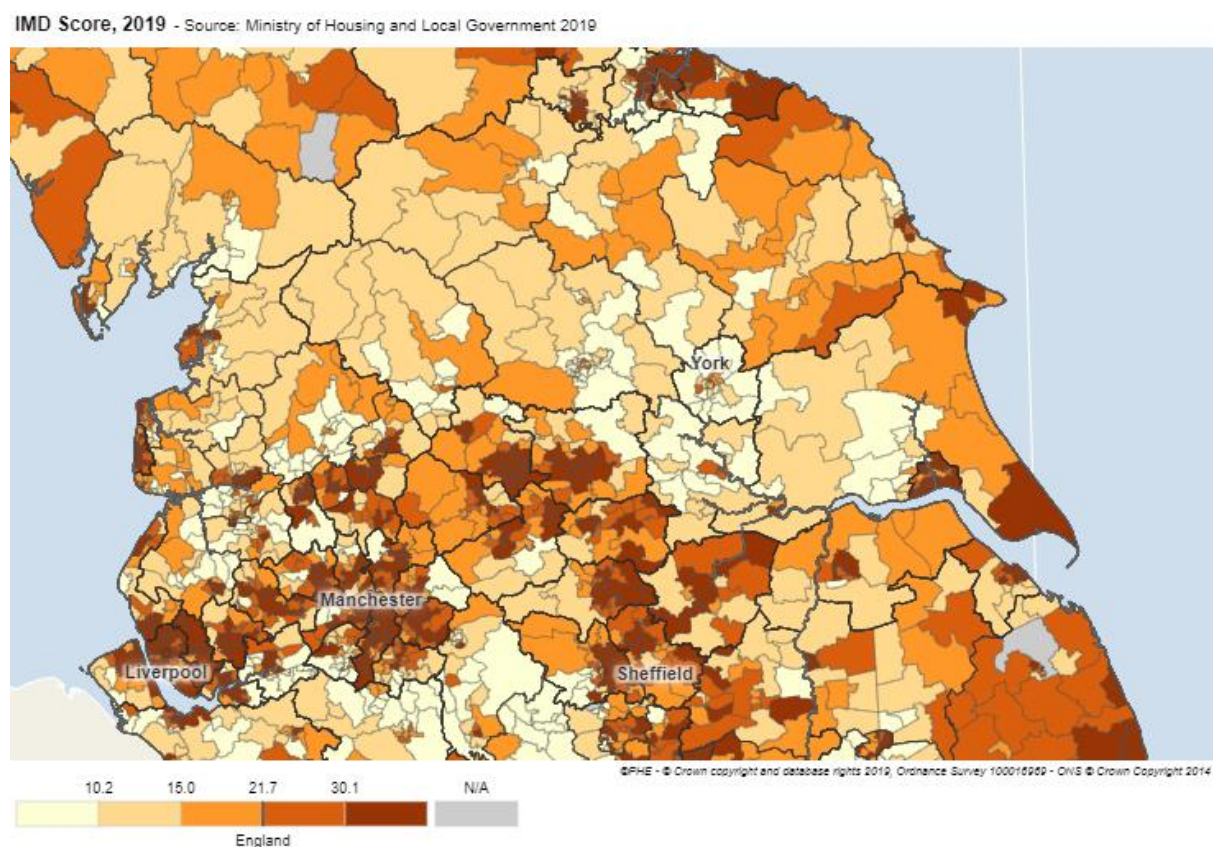 IMD Score, 2019 - Source: Ministry of Housing and Local Government 2019
York
Manchester
Liverpool
Sheffield
©PHE - © Crown copyright and database rights 2019, Ordnance Survey 100016969 - ONS © Crown Copyright 2014
10.2 15.0 21.7 30.1 N/A
England